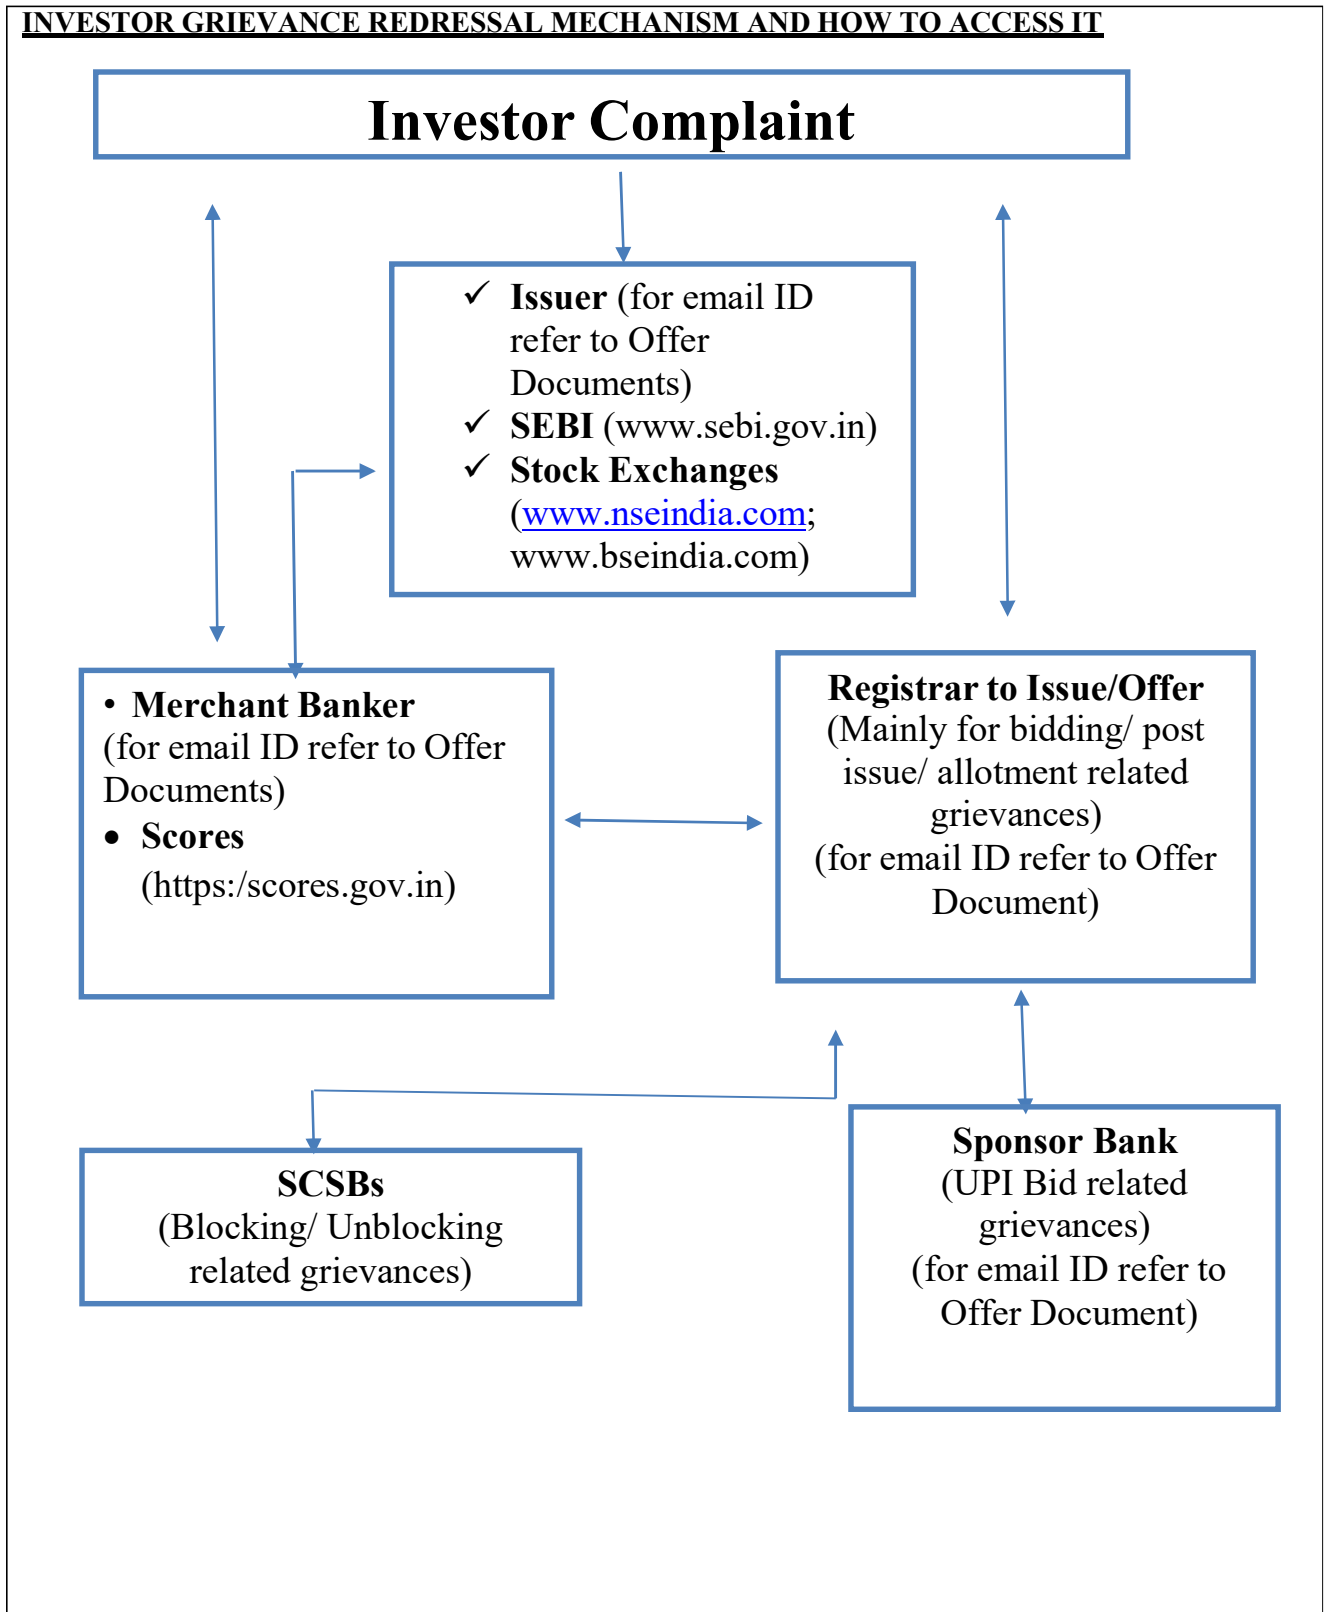 INVESTOR GRIEVANCE REDRESSAL MECHANISM AND HOW TO ACCESS IT
Investor Complaint
✓ Issuer (for email ID
refer to Offer
Documents)
✓ SEBI (www.sebi.gov.in)
✓ Stock Exchanges
(www.nseindia.com;
www.bseindia.com)
• Merchant Banker
(for email ID refer to Offer
Documents)
• Scores
(https:/scores.gov.in)
Registrar to Issue/Offer
(Mainly for bidding/ post
issue/ allotment related
grievances)
(for email ID refer to Offer
Document)
SCSBs
(Blocking/ Unblocking
related grievances)
Sponsor Bank
(UPI Bid related
grievances)
(for email ID refer to
Offer Document)